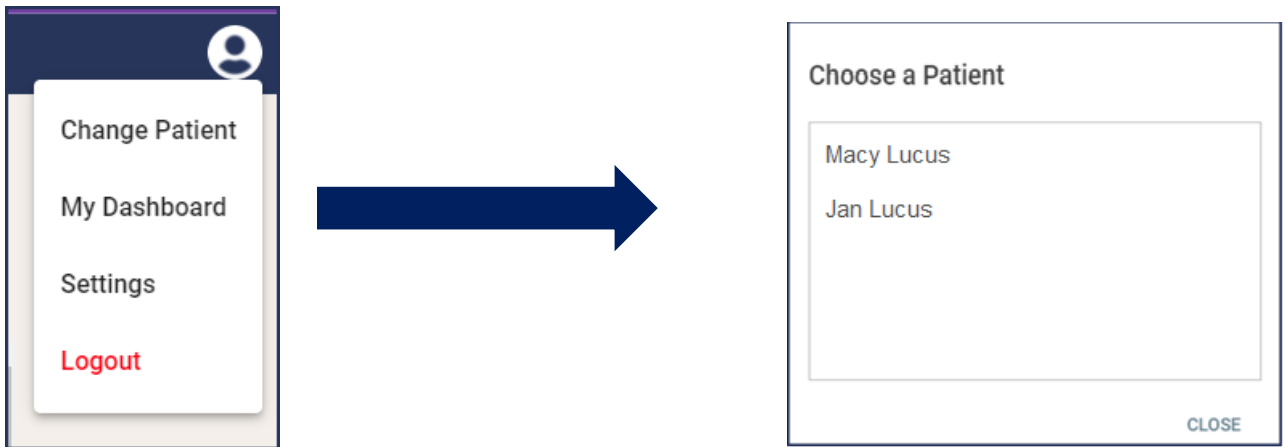 Change Patient
My Dashboard
Settings
Logout
Choose a Patient
Macy Lucus
Jan Lucus
CLOSE